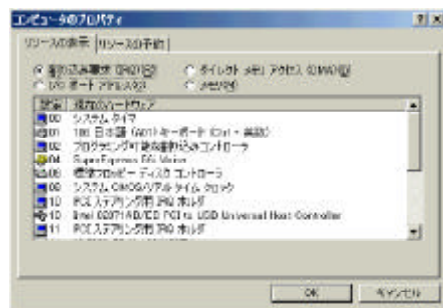 コンピュータのプロパティ
リソースの表示 リソースの予約
割り込み要求 (IRQ)(R) ダイレクト メモリ アクセス (DMA)(D)
I/O ポート アドレス(I) メモリ(M)
設定 現在のハードウェア
00 システム タイマ
01 106 日本語 (A01) キーボード (Ctrl + 英数)
02 プログラミング可能な割り込みコントローラ
04 SupraExpress 56i Voice
06 標準フロッピー ディスク コントローラ
08 システム CMOS/リアル タイム クロック
10 PCI ステアリング用 IRQ ホルダ
10 Intel 82371AB/EB PCI to USB Universal Host Controller
11 PCI ステアリング用 IRQ ホルダ
OK キャンセル